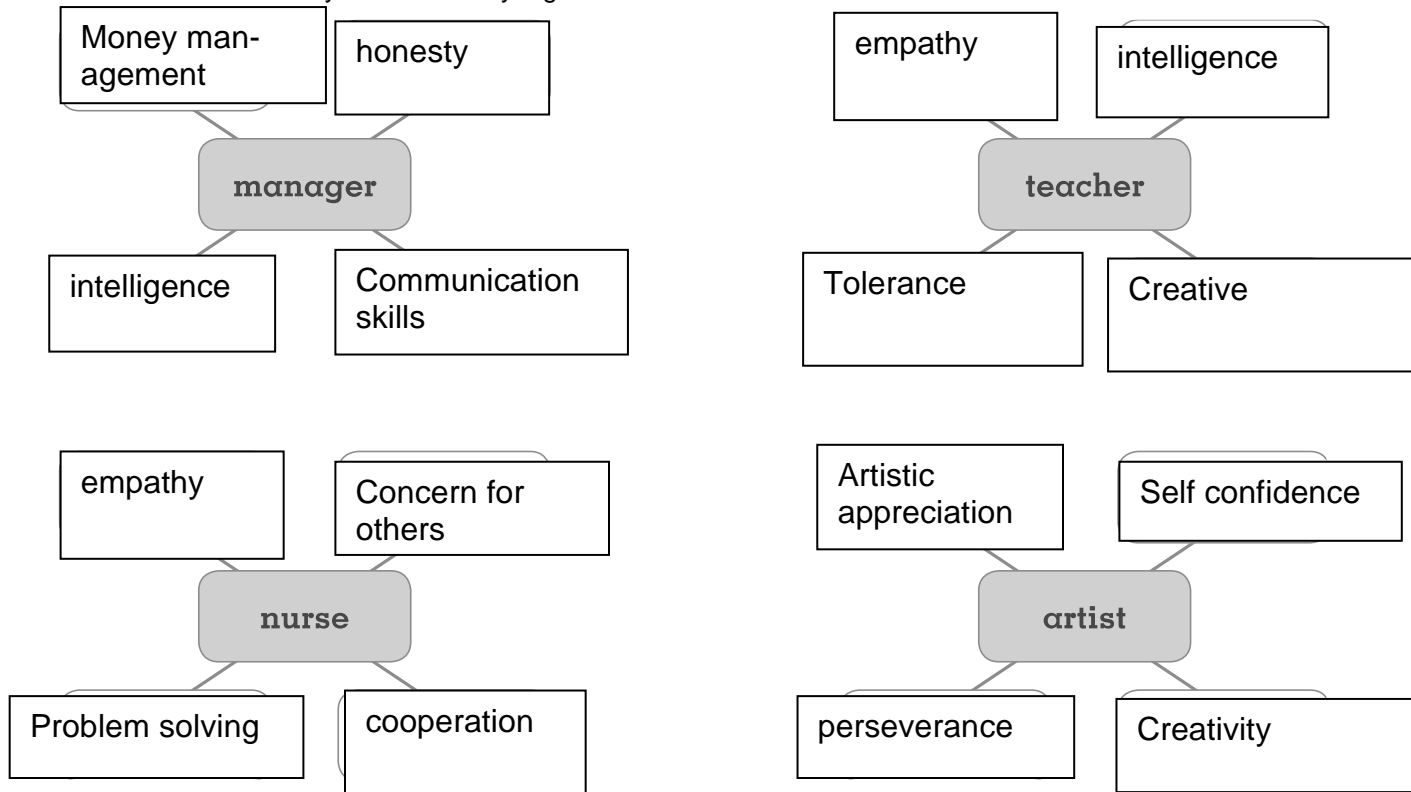 Money man-
agement
honesty
manager
intelligence
Communication
skills
empathy
intelligence
teacher
Tolerance
Creative
empathy
Concern for
others
nurse
Problem solving
cooperation
Artistic
appreciation
Self confidence
artist
perseverance
Creativity